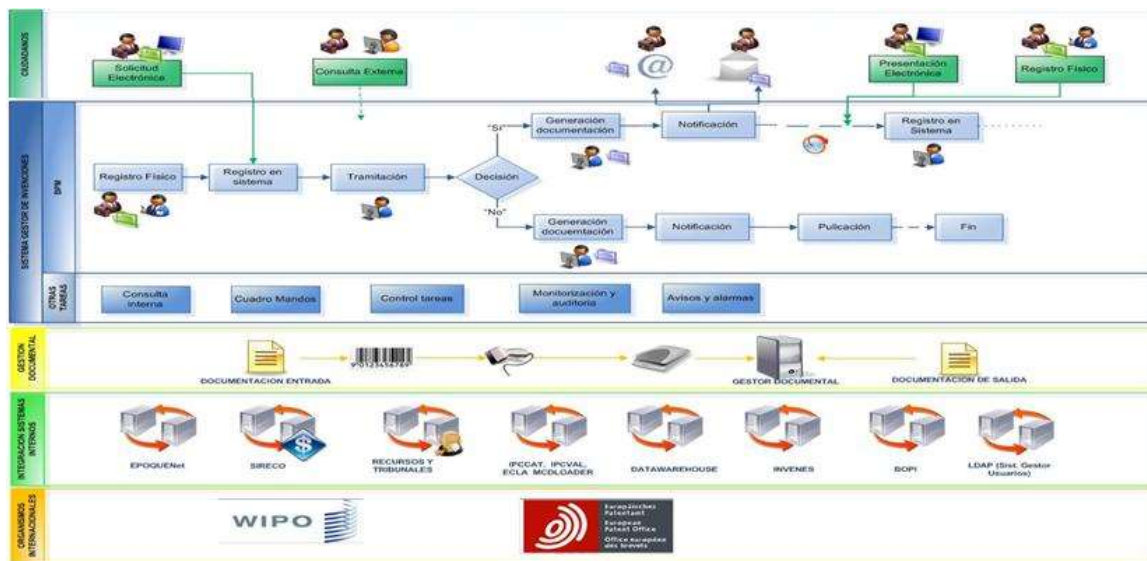 CIUDADANOS
Solicitud
Electrónica
Consulta Externa
@
Presentación
Electrónica
Registro Físico
SISTEMA GESTOR DE INVENCIONES
BPM
Registro Físico
Registro en
sistema
Tramitación
Decisión
"Si"
Generación
documentación
Notificación
Registro en
Sistema
"No"
Generación
docuemtación
Notificación
Pulicación
Fin
OTRAS
TAREAS
Consulta
interna
Cuadro Mandos
Control tareas
Monitorización y
auditoria
Avisos y alarmas
GESTION
DOCUMENTAL
DOCUMENTACION ENTRADA
9 0123456789
GESTOR DOCUMENTAL
DOCUMENTACION DE SALIDA
INTEGRACION SISTEMAS
INTERNOS
EPOQUENet
$
SIRECO
RECURSOS Y
TRIBUNALES
IPCCAT, IPCVAL,
ECLA MCDLOADER
DATAWAREHOUSE
INVENES
BOPI
LDAP (Sist. Gestor
Usuarios)
ORGANISMOS
INTERNACIONALES
WIPO
Europäisches
Patentamt
European
Patent Office
Office européen
des brevets